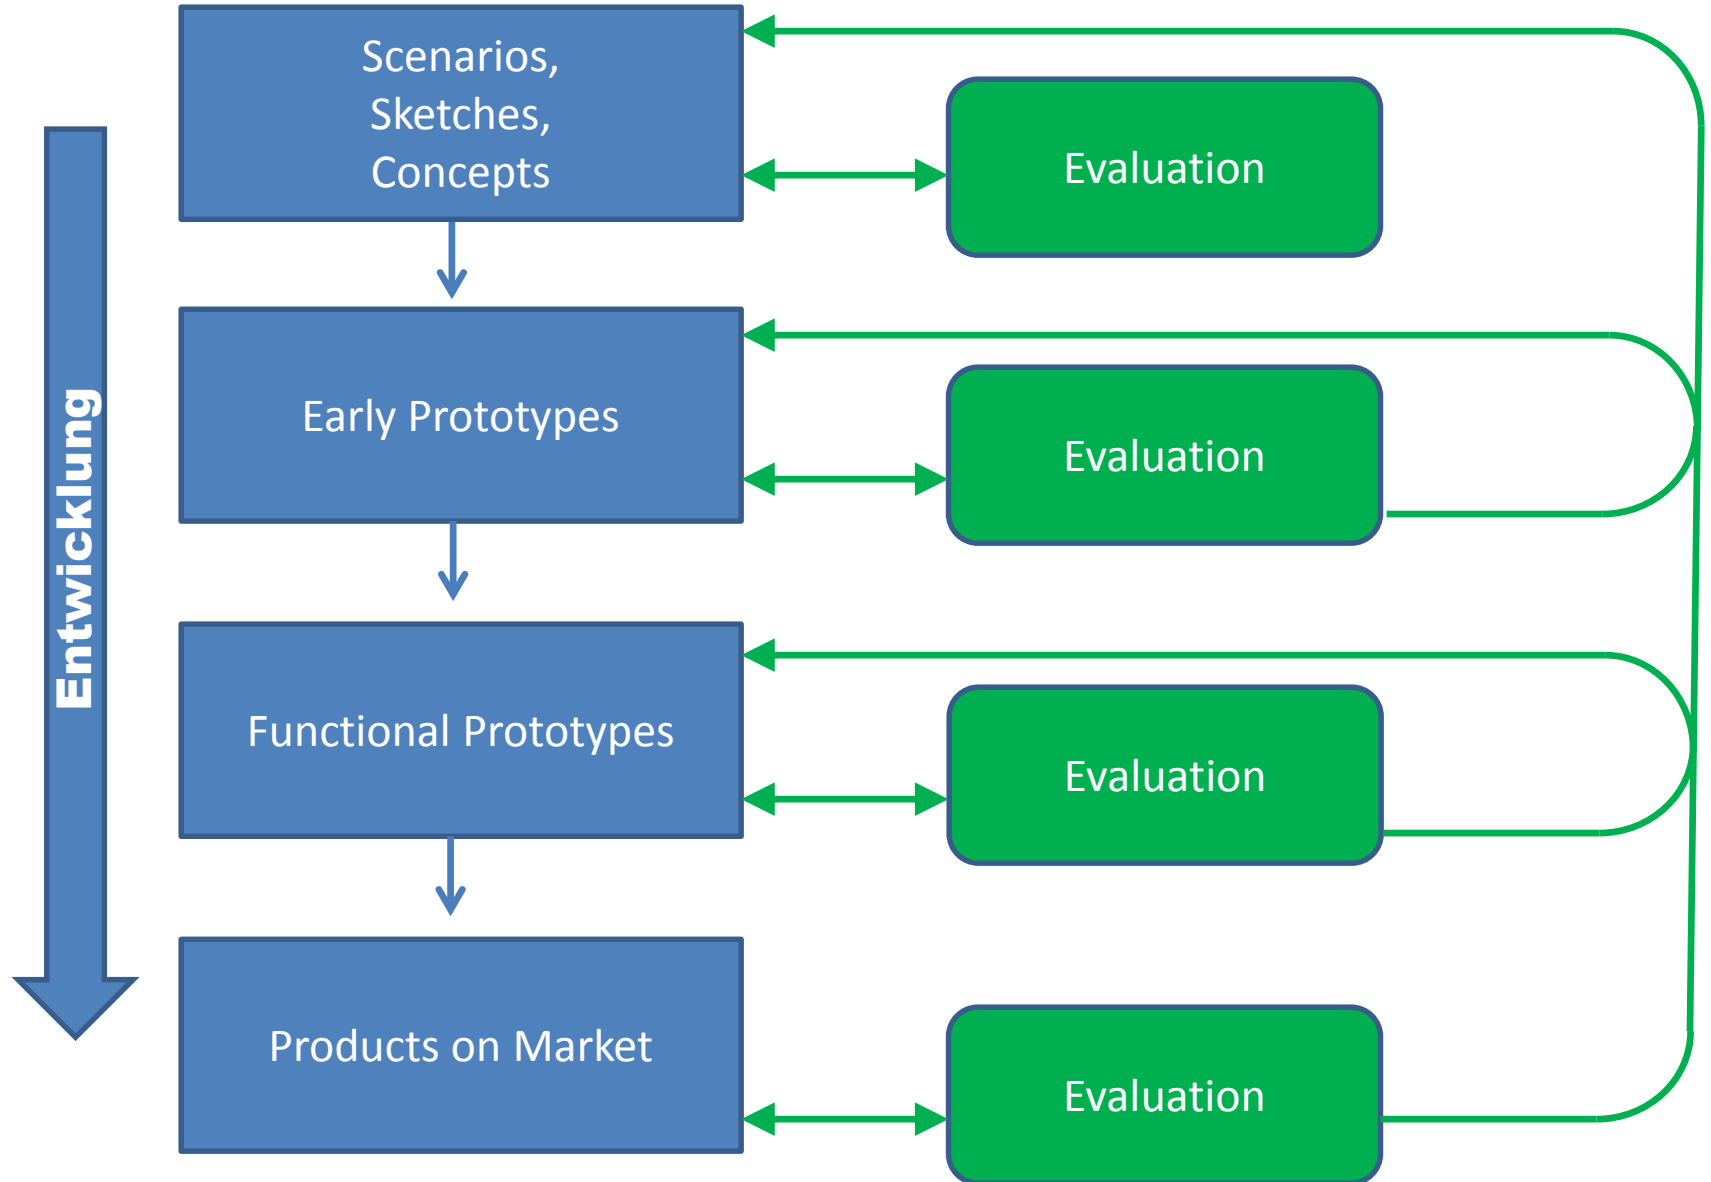 Scenarios,
Sketches,
Concepts
Evaluation
Entwicklung
Early Prototypes
Evaluation
Functional Prototypes
Evaluation
Products on Market
Evaluation